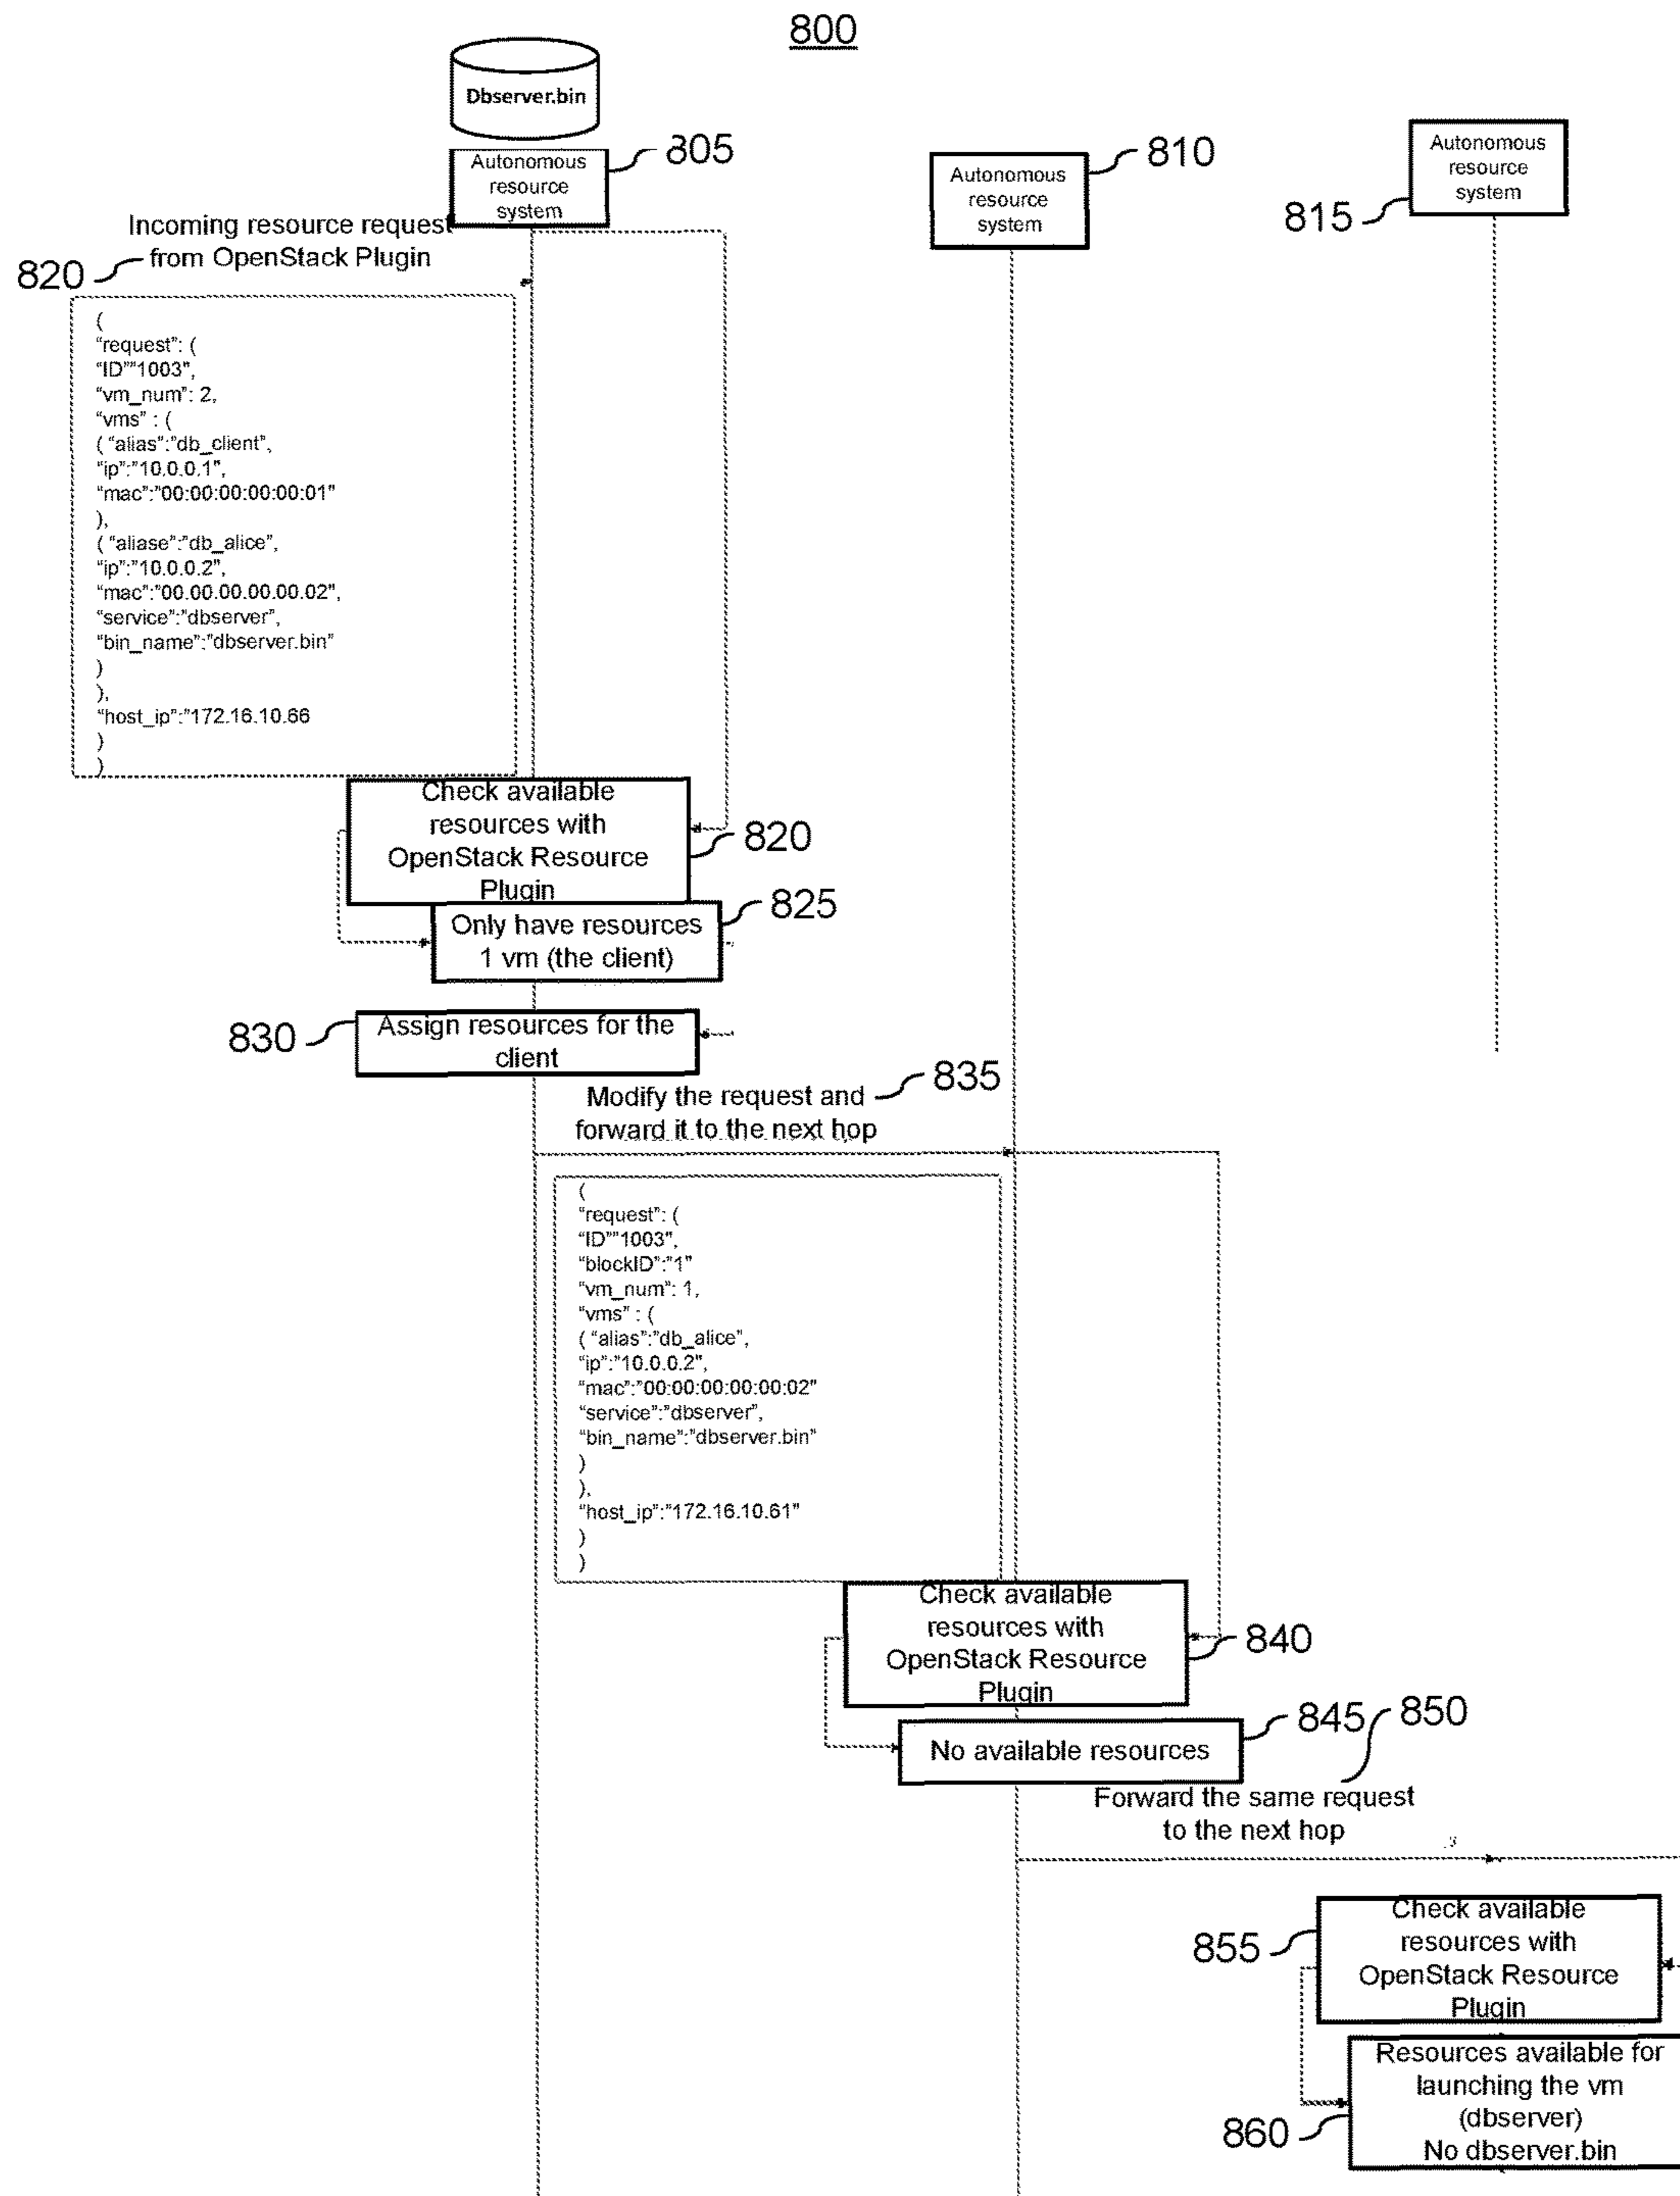 800
Dbserver.bin
Autonomous
resource
system
805
Autonomous
resource
system
810
Autonomous
resource
system
815
Incoming resource request
from OpenStack Plugin
820
(
"request": (
"ID""1003",
"vm_num": 2,
"vms" : (
( "alias":"db_client",
"ip":"10.0.0.1",
"mac":"00:00:00:00:00:01"
),
( "aliase":"db_alice",
"ip":"10.0.0.2",
"mac":"00.00.00.00.00.02",
"service":"dbserver",
"bin_name":"dbserver.bin"
)
),
"host_ip":"172.16.10.66
)
)
Check available
resources with
OpenStack Resource
Plugin
820
Only have resources
1 vm (the client)
825
Assign resources for the
client
830
Modify the request and
forward it to the next hop
835
(
"request": (
"ID""1003",
"blockID":"1"
"vm_num": 1,
"vms" : (
( "alias":"db_alice",
"ip":"10.0.0.2",
"mac":"00:00:00:00:00:02"
"service":"dbserver",
"bin_name":"dbserver.bin"
)
),
"host_ip":"172.16.10.61"
)
)
Check available
resources with
OpenStack Resource
Plugin
840
No available resources
845
850
Forward the same request
to the next hop
Check available
resources with
OpenStack Resource
Plugin
855
Resources available for
launching the vm
(dbserver)
No dbserver.bin
860